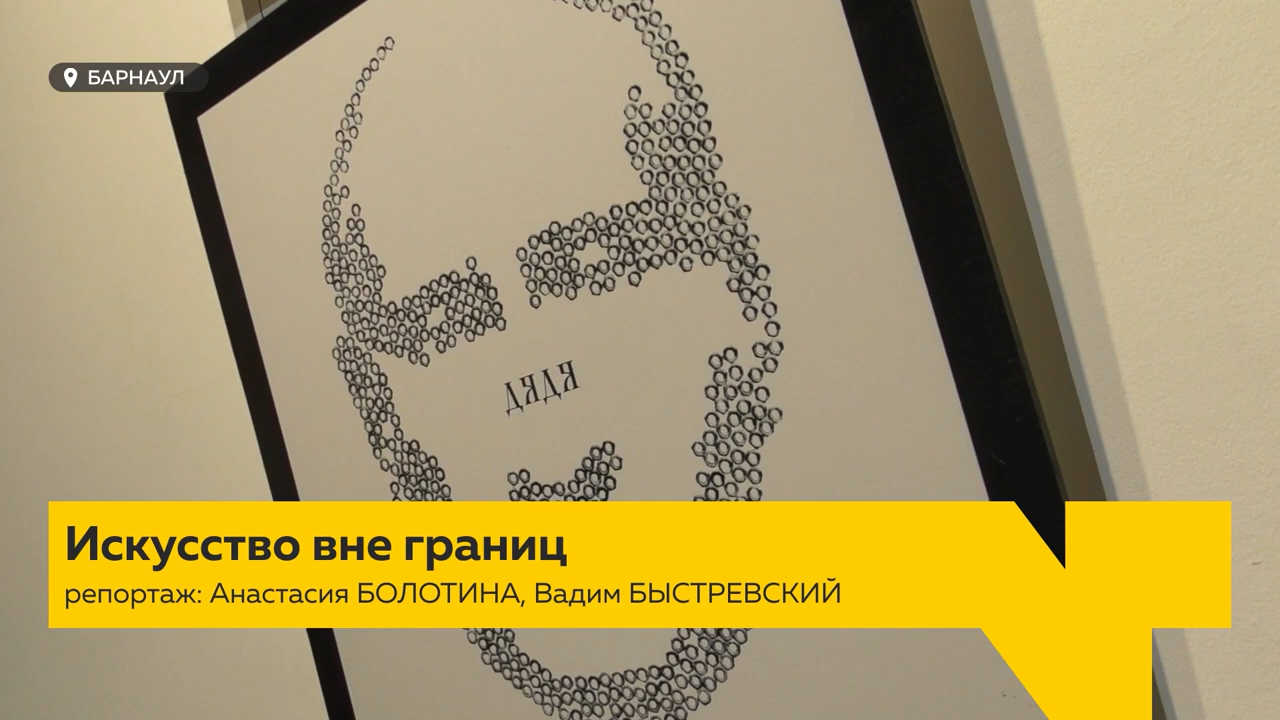 БАРНАУЛ
ДЯДЯ
Искусство вне границ
репортаж: Анастасия БОЛОТИНА, Вадим БЫСТРЕВСКИЙ